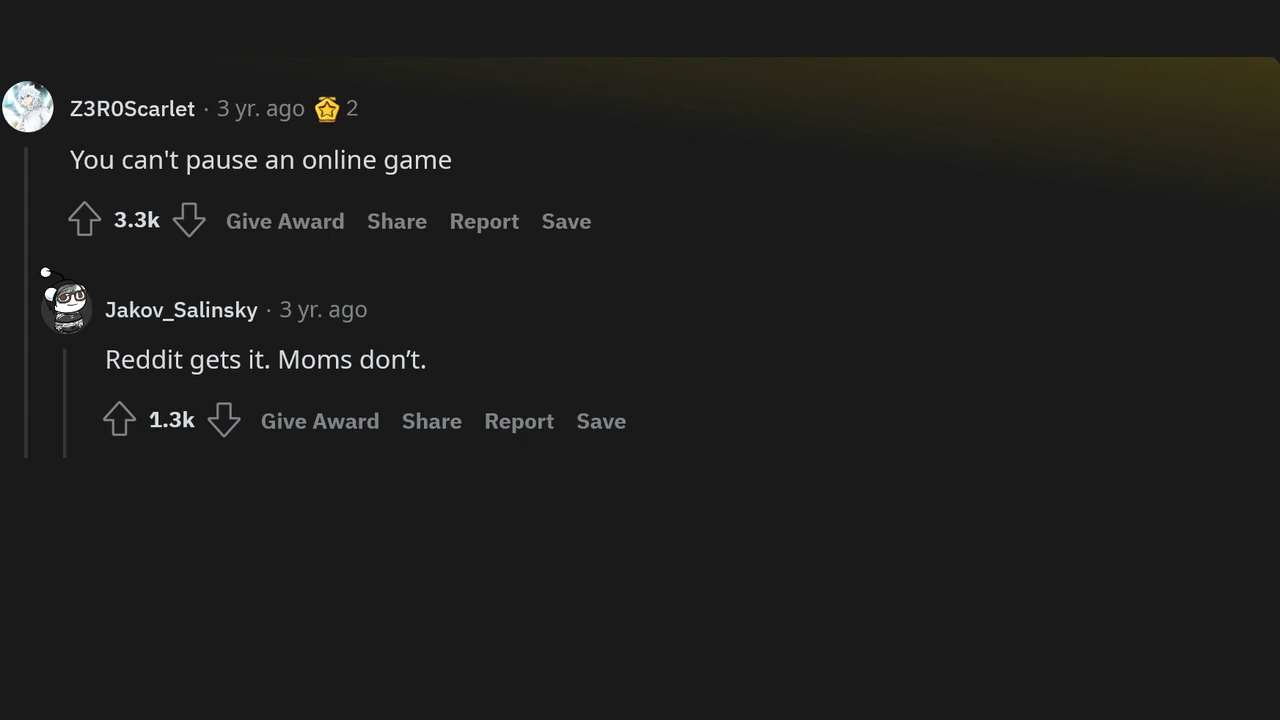 Z3R0Scarlet · 3 yr. ago 2
You can't pause an online game
3.3k Give Award Share Report Save
Jakov_Salinsky · 3 yr. ago
Reddit gets it. Moms don’t.
1.3k Give Award Share Report Save